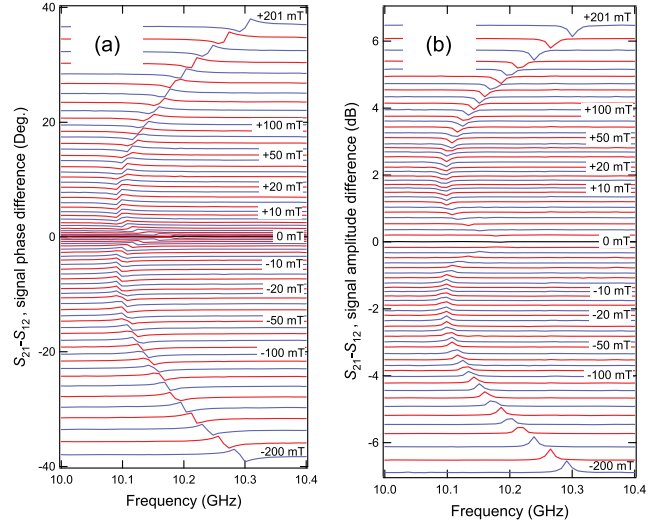 (a)
+201 mT
40
+100 mT
20
+50 mT
+20 mT
+10 mT
0
0 mT
-10 mT
-20 mT
-50 mT
-20
-100 mT
-200 mT
-40
10.0
10.1
10.2
10.3
10.4
Frequency (GHz)
S21-S12 , signal phase difference (Deg.)
(b)
+201 mT
6
4
+100 mT
+50 mT
2
+20 mT
+10 mT
0
0 mT
-10 mT
-2
-20 mT
-50 mT
-4
-100 mT
-6
-200 mT
10.0
10.1
10.2
10.3
10.4
Frequency (GHz)
S21-S12 , signal amplitude difference (dB)